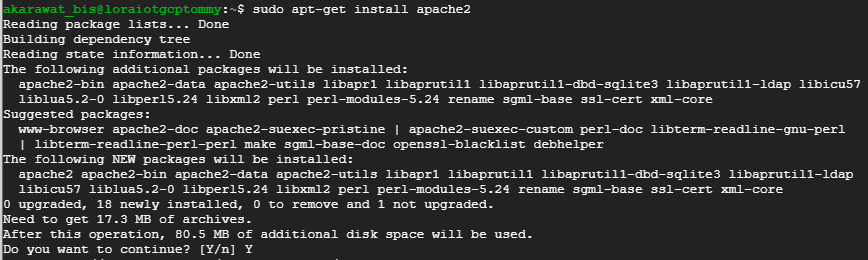 akarawat_bis@loraiotgcptommy:~$ sudo apt-get install apache2
Reading package lists... Done
Building dependency tree
Reading state information... Done
The following additional packages will be installed:
apache2-bin apache2-data apache2-utils libapr1 libaprutil1 libaprutil1-dbd-sqlite3 libaprutil1-ldap libicu57
liblua5.2-0 libperl5.24 libxml2 perl perl-modules-5.24 rename sgml-base ssl-cert xml-core
Suggested packages:
www-browser apache2-doc apache2-suexec-pristine | apache2-suexec-custom perl-doc libterm-readline-gnu-perl
| libterm-readline-perl-perl make sgml-base-doc openssl-blacklist debhelper
The following NEW packages will be installed:
apache2 apache2-bin apache2-data apache2-utils libapr1 libaprutil1 libaprutil1-dbd-sqlite3 libaprutil1-ldap
libicu57 liblua5.2-0 libperl5.24 libxml2 perl perl-modules-5.24 rename sgml-base ssl-cert xml-core
0 upgraded, 18 newly installed, 0 to remove and 1 not upgraded.
Need to get 17.3 MB of archives.
After this operation, 80.5 MB of additional disk space will be used.
Do you want to continue? [Y/n] Y